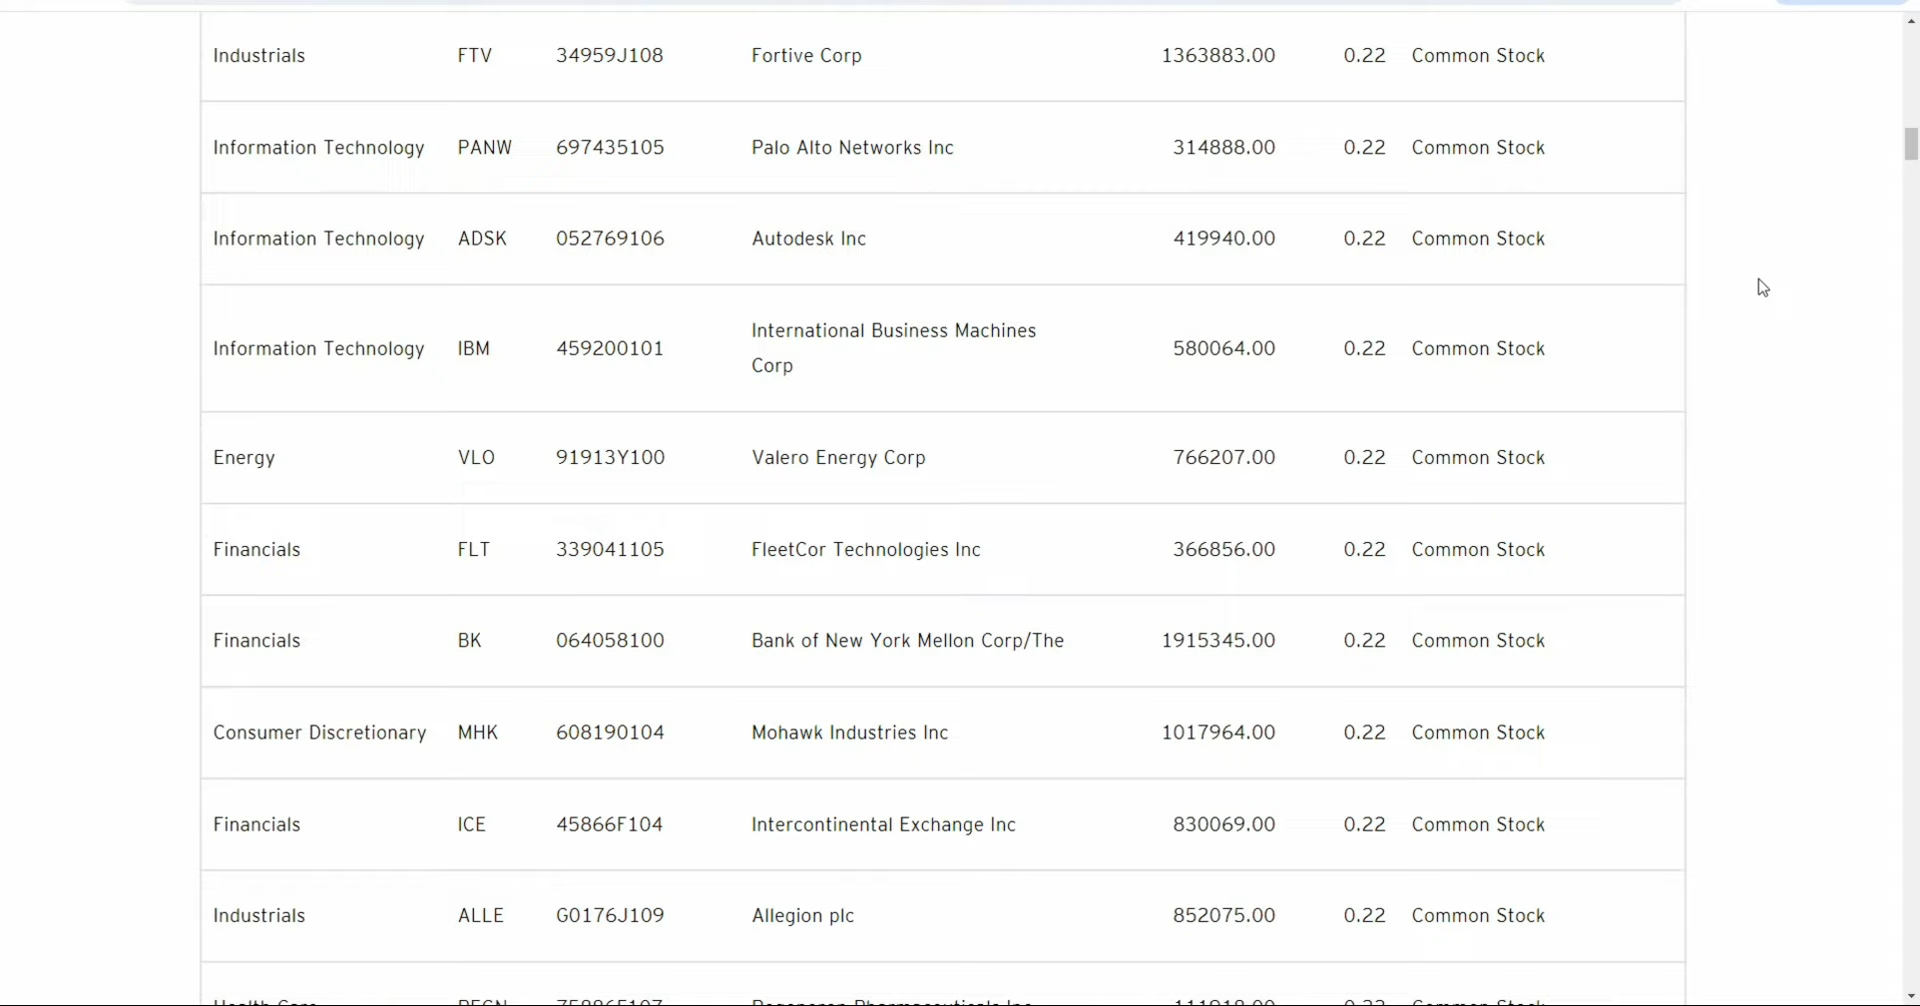 Industrials FTV 34959J108 Fortive Corp 1363883.00 0.22 Common Stock
Information Technology PANW 697435105 Palo Alto Networks Inc 314888.00 0.22 Common Stock
Information Technology ADSK 052769106 Autodesk Inc 419940.00 0.22 Common Stock
Information Technology IBM 459200101 International Business Machines Corp 580064.00 0.22 Common Stock
Energy VLO 91913Y100 Valero Energy Corp 766207.00 0.22 Common Stock
Financials FLT 339041105 FleetCor Technologies Inc 366856.00 0.22 Common Stock
Financials BK 064058100 Bank of New York Mellon Corp/The 1915345.00 0.22 Common Stock
Consumer Discretionary MHK 608190104 Mohawk Industries Inc 1017964.00 0.22 Common Stock
Financials ICE 45866F104 Intercontinental Exchange Inc 830069.00 0.22 Common Stock
Industrials ALLE G0176J109 Allegion plc 852075.00 0.22 Common Stock